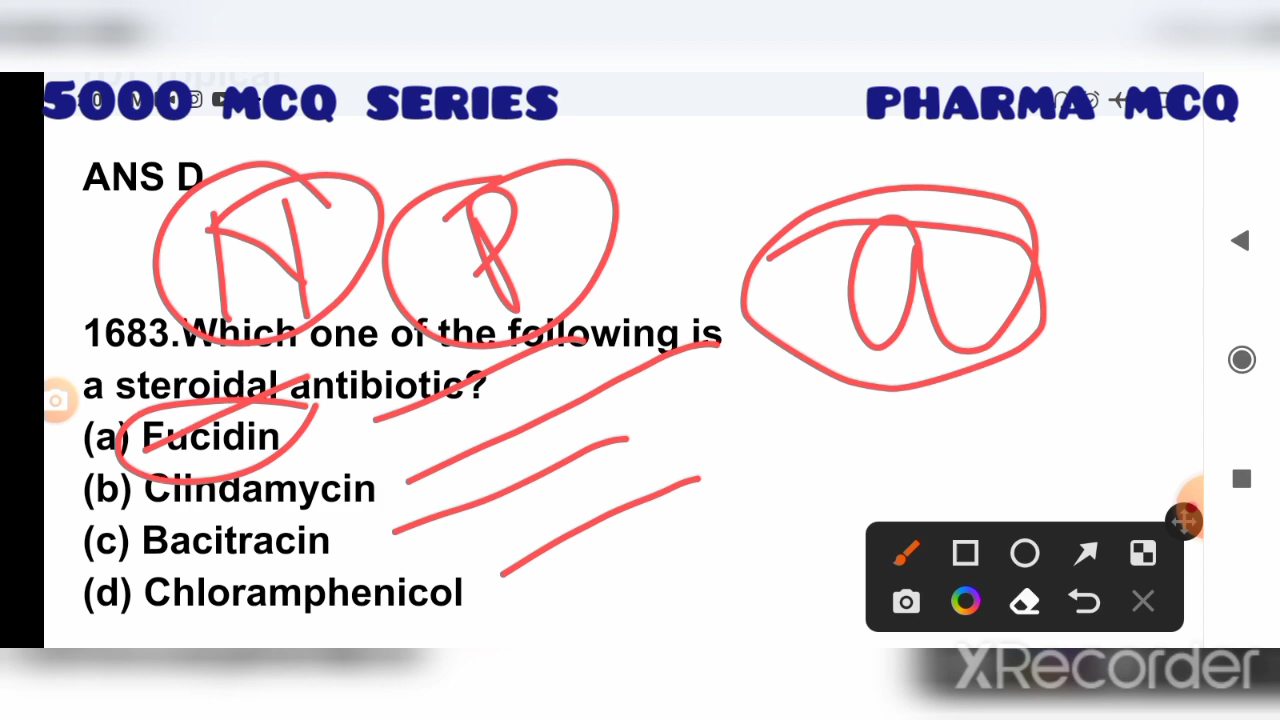 5000 MCQ SERIES
PHARMA MCQ
ANS D
N P a
1683.Which one of the following is
a steroidal antibiotic?
(a) Fucidin
(b) Clindamycin
(c) Bacitracin
(d) Chloramphenicol
XRecorder